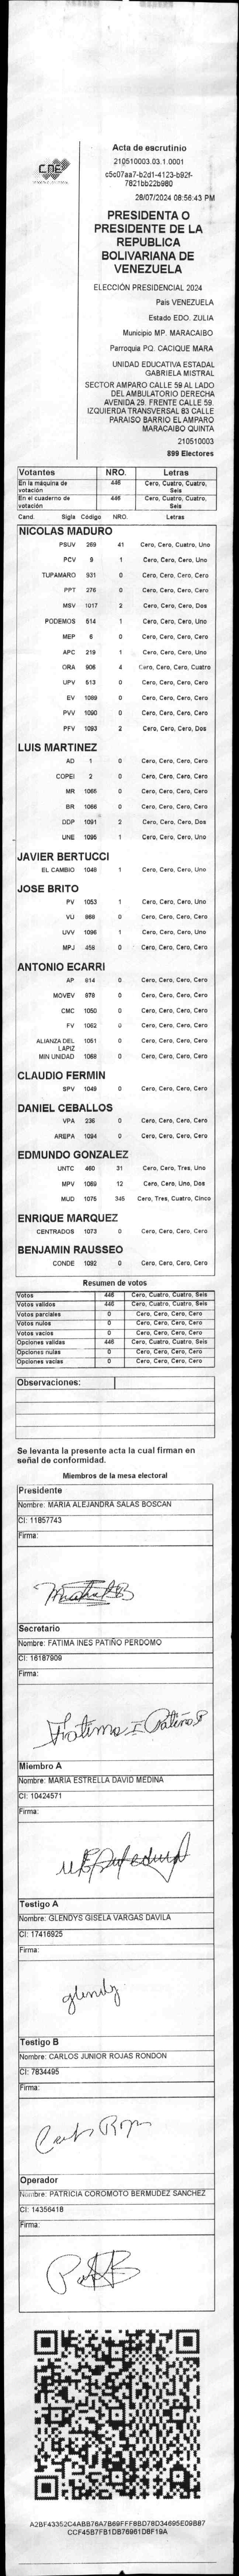 CNE
Acta de escrutinio
210510003.03.1.0001
c5c07aa7-b2d1-4123-b92f-
7821bb22b980
28/07/2024 08:56:43 PM
PRESIDENTA O
PRESIDENTE DE LA
REPUBLICA
BOLIVARIANA DE
VENEZUELA
ELECCIÓN PRESIDENCIAL 2024
Pais VENEZUELA
Estado EDO. ZULIA
Municipio MP. MARACAIBO
Parroquia PQ. CACIQUE MARA
UNIDAD EDUCATIVA ESTADAL
GABRIELA MISTRAL
SECTOR AMPARO CALLE 59 AL LADO
DEL AMBULATORIO DERECHA
AVENIDA 29. FRENTE CALLE 59.
IZQUIERDA TRANSVERSAL 83 CALLE
PARAISO BARRIO EL AMPARO
MARACAIBO QUINTA
210510003
899 Electores
Votantes NRO. Letras
En la máquina de votación 446 Cero, Cuatro, Cuatro, Seis
En el cuaderno de votación 446 Cero, Cuatro, Cuatro, Seis
Cand. Sigla Código NRO. Letras
NICOLAS MADURO
PSUV 269 41 Cero, Cero, Cuatro, Uno
PCV 9 1 Cero, Cero, Cero, Uno
TUPAMARO 931 0 Cero, Cero, Cero, Cero
PPT 276 0 Cero, Cero, Cero, Cero
MSV 1017 2 Cero, Cero, Cero, Dos
PODEMOS 514 1 Cero, Cero, Cero, Uno
MEP 6 0 Cero, Cero, Cero, Cero
APC 219 1 Cero, Cero, Cero, Uno
ORA 906 4 Cero, Cero, Cero, Cuatro
UPV 513 0 Cero, Cero, Cero, Cero
EV 1089 0 Cero, Cero, Cero, Cero
PVV 1090 0 Cero, Cero, Cero, Cero
PFV 1093 2 Cero, Cero, Cero, Dos
LUIS MARTINEZ
AD 1 0 Cero, Cero, Cero, Cero
COPEI 2 0 Cero, Cero, Cero, Cero
MR 1065 0 Cero, Cero, Cero, Cero
BR 1066 0 Cero, Cero, Cero, Cero
DDP 1091 2 Cero, Cero, Cero, Dos
UNE 1095 1 Cero, Cero, Cero, Uno
JAVIER BERTUCCI
EL CAMBIO 1048 1 Cero, Cero, Cero, Uno
JOSE BRITO
PV 1053 1 Cero, Cero, Cero, Uno
VU 868 0 Cero, Cero, Cero, Cero
UVV 1096 1 Cero, Cero, Cero, Uno
MPJ 458 0 Cero, Cero, Cero, Cero
ANTONIO ECARRI
AP 814 0 Cero, Cero, Cero, Cero
MOVEV 878 0 Cero, Cero, Cero, Cero
CMC 1050 0 Cero, Cero, Cero, Cero
FV 1062 0 Cero, Cero, Cero, Cero
ALIANZA DEL LAPIZ 1051 0 Cero, Cero, Cero, Cero
MIN UNIDAD 1068 0 Cero, Cero, Cero, Cero
CLAUDIO FERMIN
SPV 1049 0 Cero, Cero, Cero, Cero
DANIEL CEBALLOS
VPA 236 0 Cero, Cero, Cero, Cero
AREPA 1094 0 Cero, Cero, Cero, Cero
EDMUNDO GONZALEZ
UNTC 460 31 Cero, Cero, Tres, Uno
MPV 1069 12 Cero, Cero, Uno, Dos
MUD 1075 345 Cero, Tres, Cuatro, Cinco
ENRIQUE MARQUEZ
CENTRADOS 1073 0 Cero, Cero, Cero, Cero
BENJAMIN RAUSSEO
CONDE 1092 0 Cero, Cero, Cero, Cero
Resumen de votos
Votos 446 Cero, Cuatro, Cuatro, Seis
Votos validos 446 Cero, Cuatro, Cuatro, Seis
Votos parciales 0 Cero, Cero, Cero, Cero
Votos nulos 0 Cero, Cero, Cero, Cero
Votos vacios 0 Cero, Cero, Cero, Cero
Opciones validas 446 Cero, Cuatro, Cuatro, Seis
Opciones nulas 0 Cero, Cero, Cero, Cero
Opciones vacias 0 Cero, Cero, Cero, Cero
Observaciones:
Se levanta la presente acta la cual firman en
señal de conformidad.
Miembros de la mesa electoral
Presidente
Nombre: MARIA ALEJANDRA SALAS BOSCAN
CI: 11857743
Firma:
Secretario
Nombre: FATIMA INES PATIÑO PERDOMO
CI: 16187909
Firma:
Fatima I Patiño P
Miembro A
Nombre: MARIA ESTRELLA DAVID MEDINA
CI: 10424571
Firma:
Testigo A
Nombre: GLENDYS GISELA VARGAS DAVILA
CI: 17416925
Firma:
glendy
Testigo B
Nombre: CARLOS JUNIOR ROJAS RONDON
CI: 7834495
Firma:
Operador
Nombre: PATRICIA COROMOTO BERMUDEZ SANCHEZ
CI: 14356418
Firma:
A2BF43352C4ABB76A7B69FFF8BD78D34695E09B87
CCF45B7FB1DB76961D8F19A